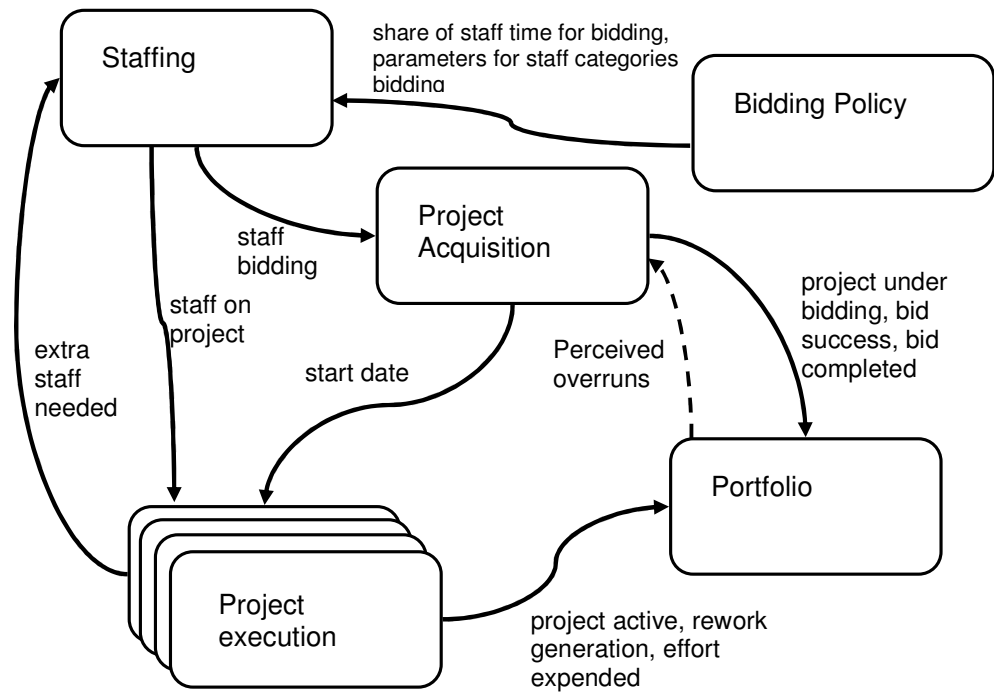 Staffing
share of staff time for bidding,
parameters for staff categories
bidding
Bidding Policy
Project
Acquisition
staff
bidding
staff on
project
extra
staff
needed
start date
Perceived
overruns
project under
bidding, bid
success, bid
completed
Portfolio
Project
execution
project active, rework
generation, effort
expended